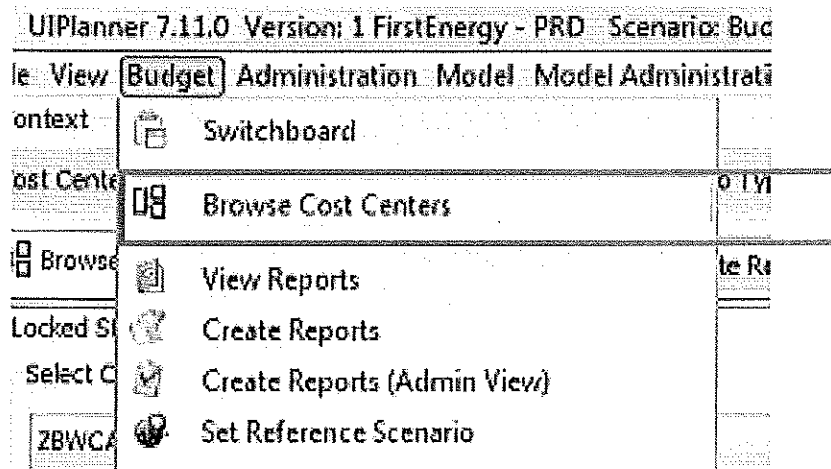 UIPlanner 7.11.0 Version: 1 FirstEnergy - PRD Scenario: Bud
le View Budget Administration Model Model Administrati
ontext
Switchboard
ost Cente
Browse Cost Centers
o Ty
Browse
View Reports
te Re
Locked St
Create Reports
Select C
Create Reports (Admin View)
ZBWCA
Set Reference Scenario